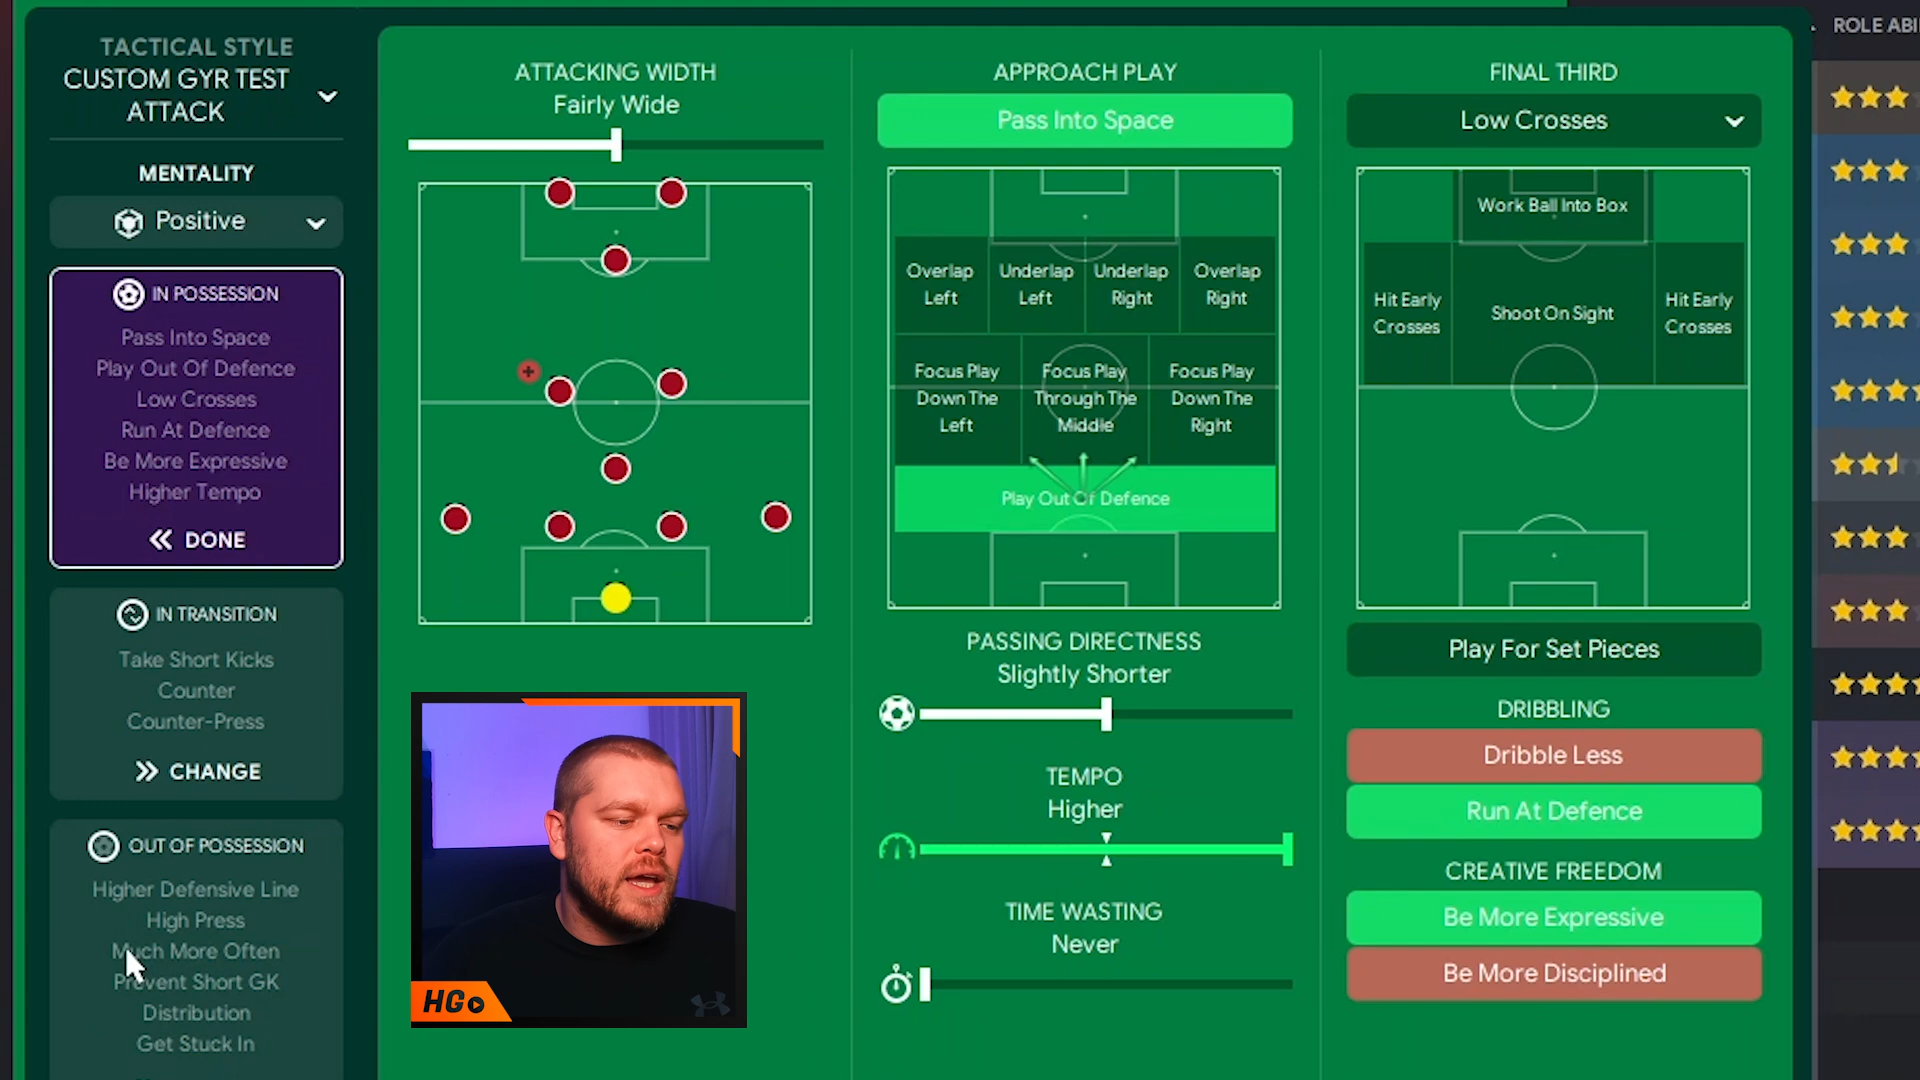 TACTICAL STYLE
CUSTOM GYR TEST
ATTACK
MENTALITY
Positive
IN POSSESSION
Pass Into Space
Play Out Of Defence
Low Crosses
Run At Defence
Be More Expressive
Higher Tempo
DONE
IN TRANSITION
Take Short Kicks
Counter
Counter-Press
CHANGE
OUT OF POSSESSION
Higher Defensive Line
High Press
Much More Often
Prevent Short GK
Distribution
Get Stuck In
ATTACKING WIDTH
Fairly Wide
HG
APPROACH PLAY
Pass Into Space
Overlap
Left
Underlap
Left
Underlap
Right
Overlap
Right
Focus Play
Down The
Left
Focus Play
Through The
Middle
Focus Play
Down The
Right
Play Out Of Defence
PASSING DIRECTNESS
Slightly Shorter
TEMPO
Higher
TIME WASTING
Never
FINAL THIRD
Low Crosses
Work Ball Into Box
Hit Early
Crosses
Shoot On Sight
Hit Early
Crosses
Play For Set Pieces
DRIBBLING
Dribble Less
Run At Defence
CREATIVE FREEDOM
Be More Expressive
Be More Disciplined
ROLE ABI